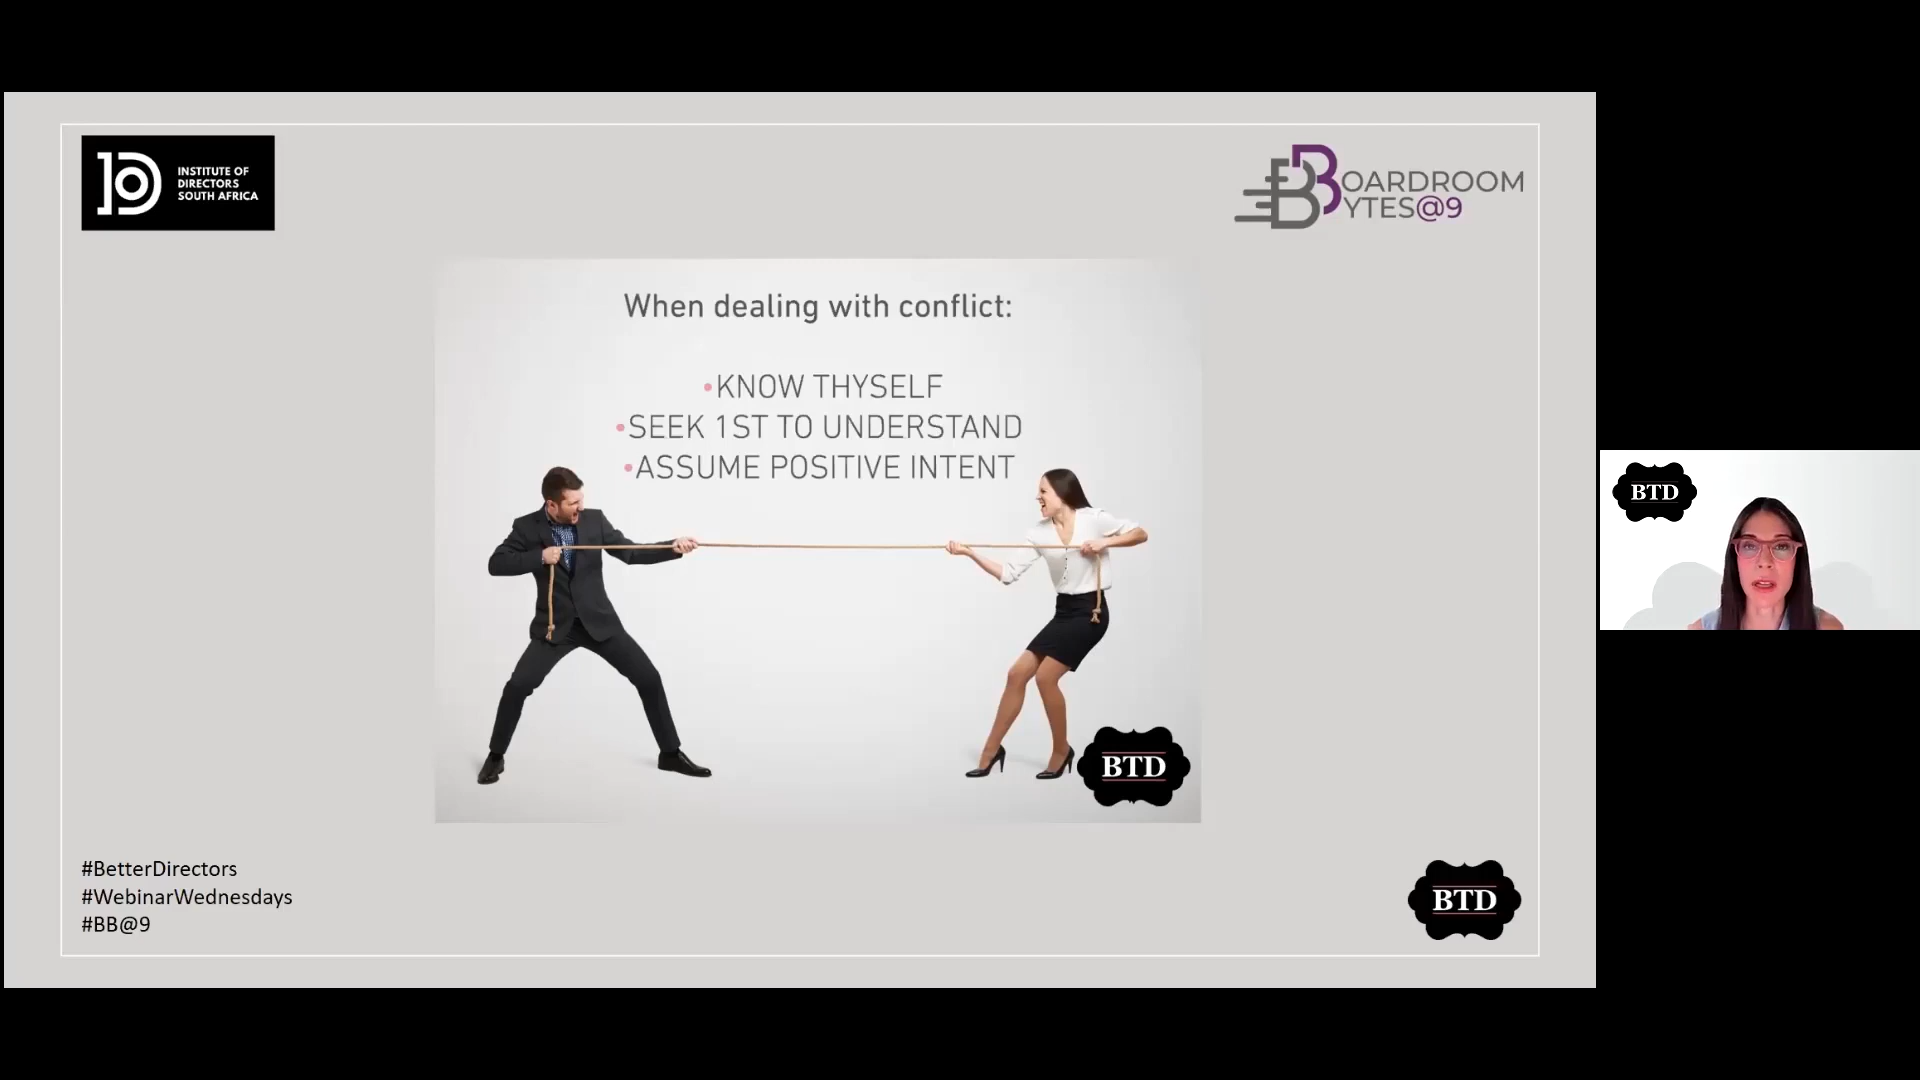 INSTITUTE OF
DIRECTORS
SOUTH AFRICA
BOARDROOM
BYTES@9
When dealing with conflict:
•KNOW THYSELF
•SEEK 1ST TO UNDERSTAND
•ASSUME POSITIVE INTENT
BTD
BTD
#BetterDirectors
#WebinarWednesdays
#BB@9
BTD